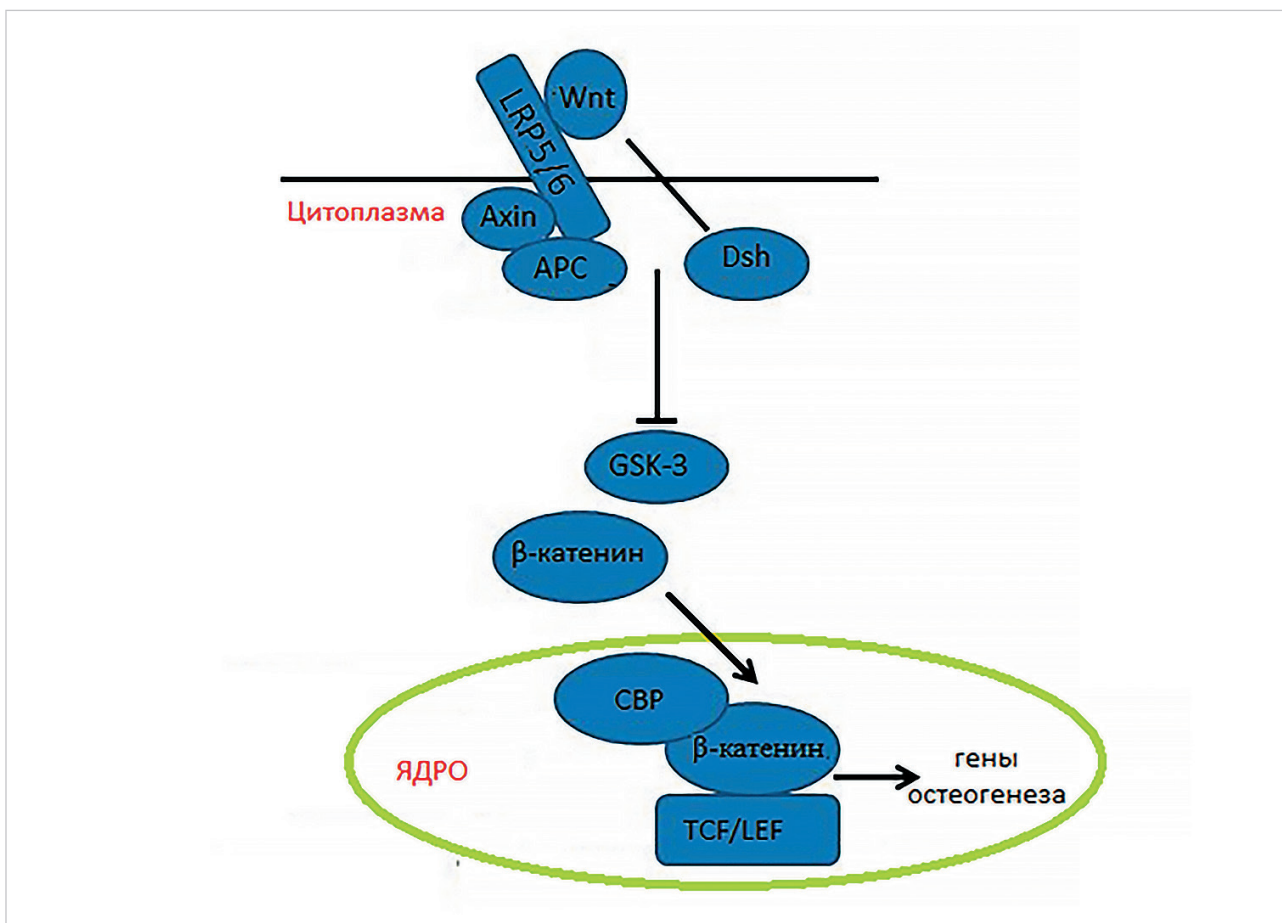 Wnt
LRP5/6
Цитоплазма
Axin
APC
Dsh
GSK-3
β-катенин
CBP
β-катенин
ЯДРО
гены
остеогенеза
TCF/LEF